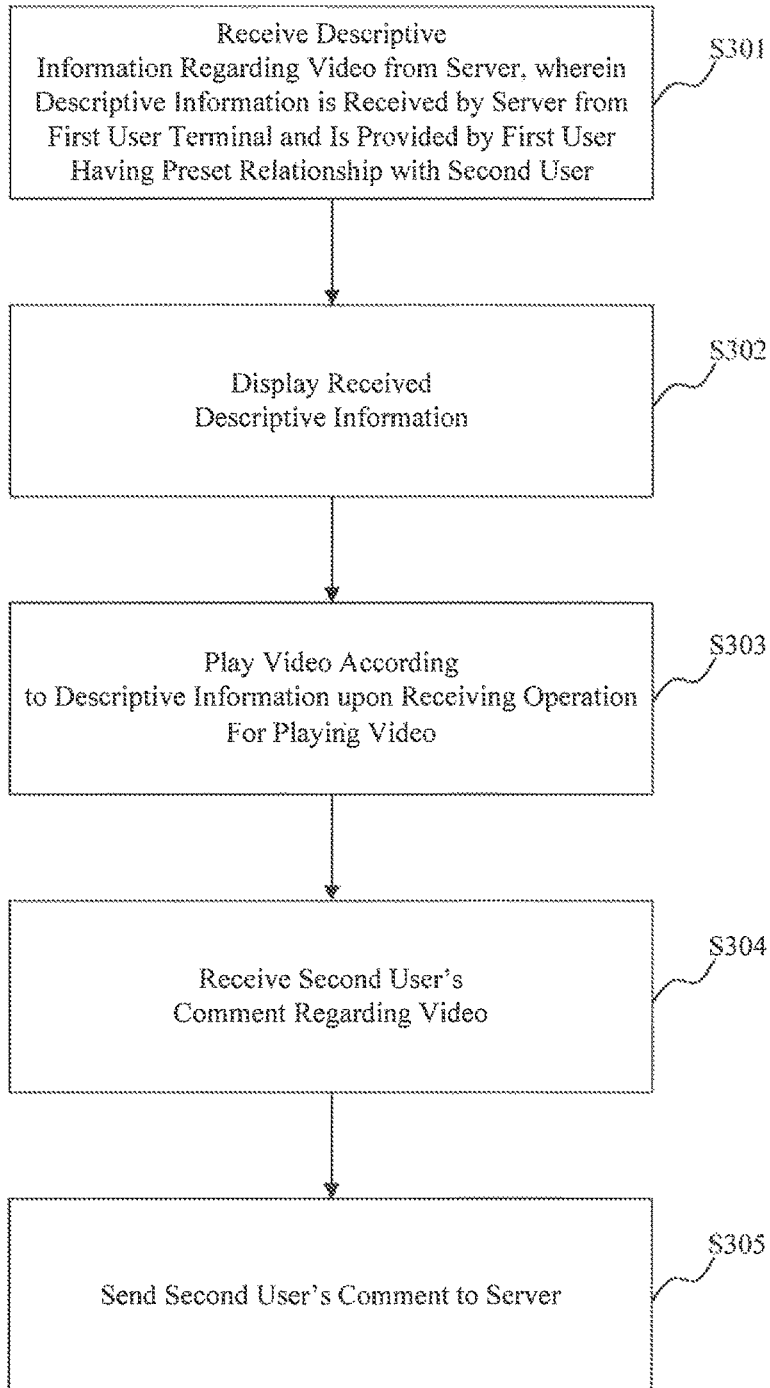 Receive Descriptive
Information Regarding Video from Server, wherein
Descriptive Information is Received by Server from
First User Terminal and Is Provided by First User
Having Preset Relationship with Second User
S301
Display Received
Descriptive Information
S302
Play Video According
to Descriptive Information upon Receiving Operation
For Playing Video
S303
Receive Second User's
Comment Regarding Video
S304
Send Second User's Comment to Server
S305